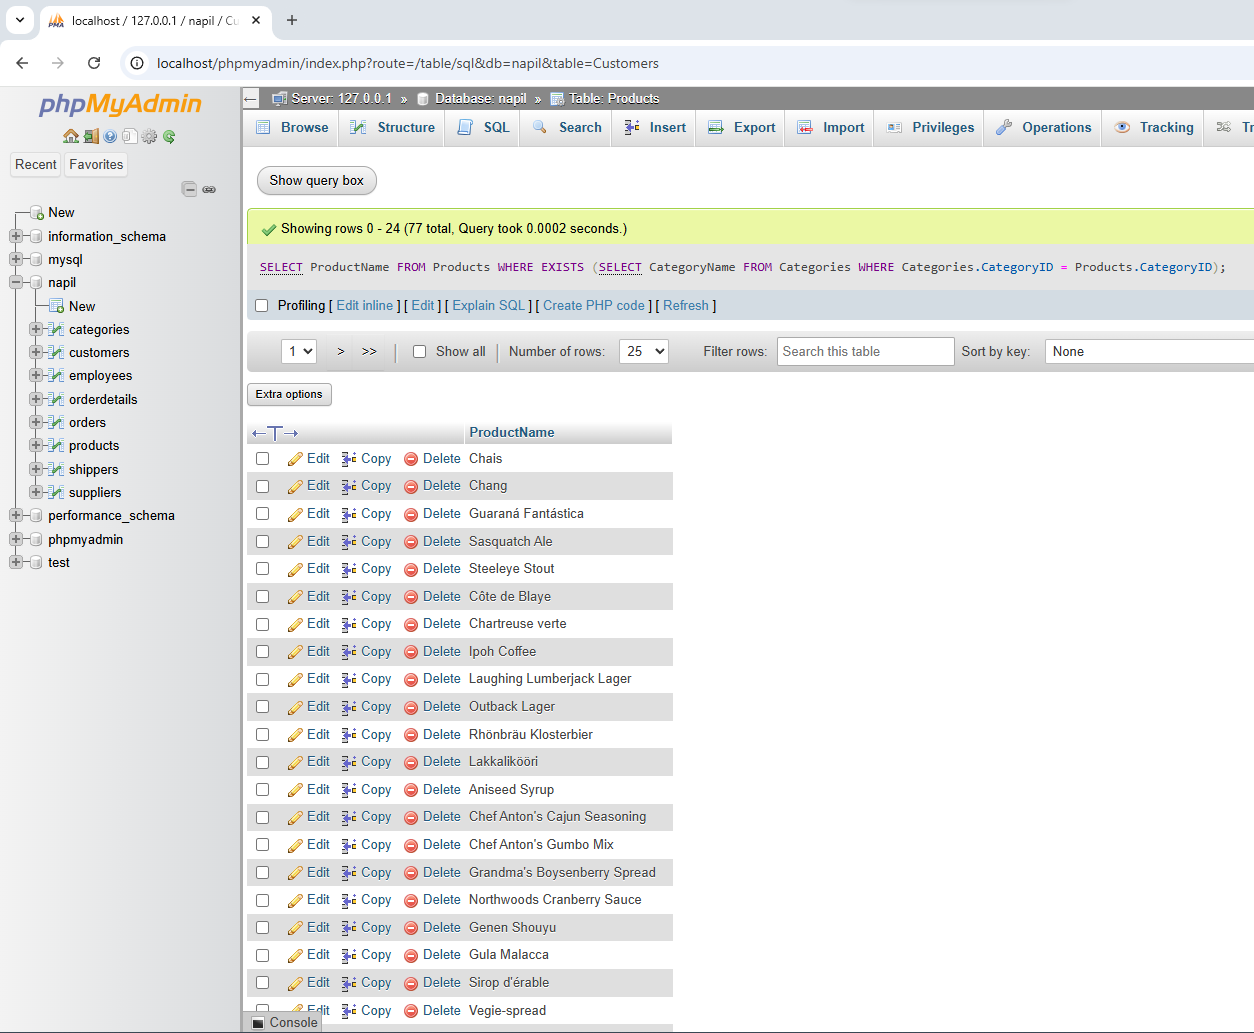 localhost / 127.0.0.1 / napil / Cu
localhost/phpmyadmin/index.php?route=/table/sql&db=napil&table=Customers
phpMyAdmin
Recent Favorites
New
information_schema
mysql
napil
New
categories
customers
employees
orderdetails
orders
products
shippers
suppliers
performance_schema
phpmyadmin
test
Server: 127.0.0.1 » Database: napil » Table: Products
Browse Structure SQL Search Insert Export Import Privileges Operations Tracking Tr
Show query box
Showing rows 0 - 24 (77 total, Query took 0.0002 seconds.)
SELECT ProductName FROM Products WHERE EXISTS (SELECT CategoryName FROM Categories WHERE Categories.CategoryID = Products.CategoryID);
Profiling [ Edit inline ] [ Edit ] [ Explain SQL ] [ Create PHP code ] [ Refresh ]
1 > >> Show all Number of rows: 25 Filter rows: Search this table Sort by key: None
Extra options
ProductName
Edit Copy Delete Chais
Edit Copy Delete Chang
Edit Copy Delete Guaraná Fantástica
Edit Copy Delete Sasquatch Ale
Edit Copy Delete Steeleye Stout
Edit Copy Delete Côte de Blaye
Edit Copy Delete Chartreuse verte
Edit Copy Delete Ipoh Coffee
Edit Copy Delete Laughing Lumberjack Lager
Edit Copy Delete Outback Lager
Edit Copy Delete Rhönbräu Klosterbier
Edit Copy Delete Lakkalikööri
Edit Copy Delete Aniseed Syrup
Edit Copy Delete Chef Anton's Cajun Seasoning
Edit Copy Delete Chef Anton's Gumbo Mix
Edit Copy Delete Grandma's Boysenberry Spread
Edit Copy Delete Northwoods Cranberry Sauce
Edit Copy Delete Genen Shouyu
Edit Copy Delete Gula Malacca
Edit Copy Delete Sirop d'érable
Edit Copy Delete Vegie-spread
Console